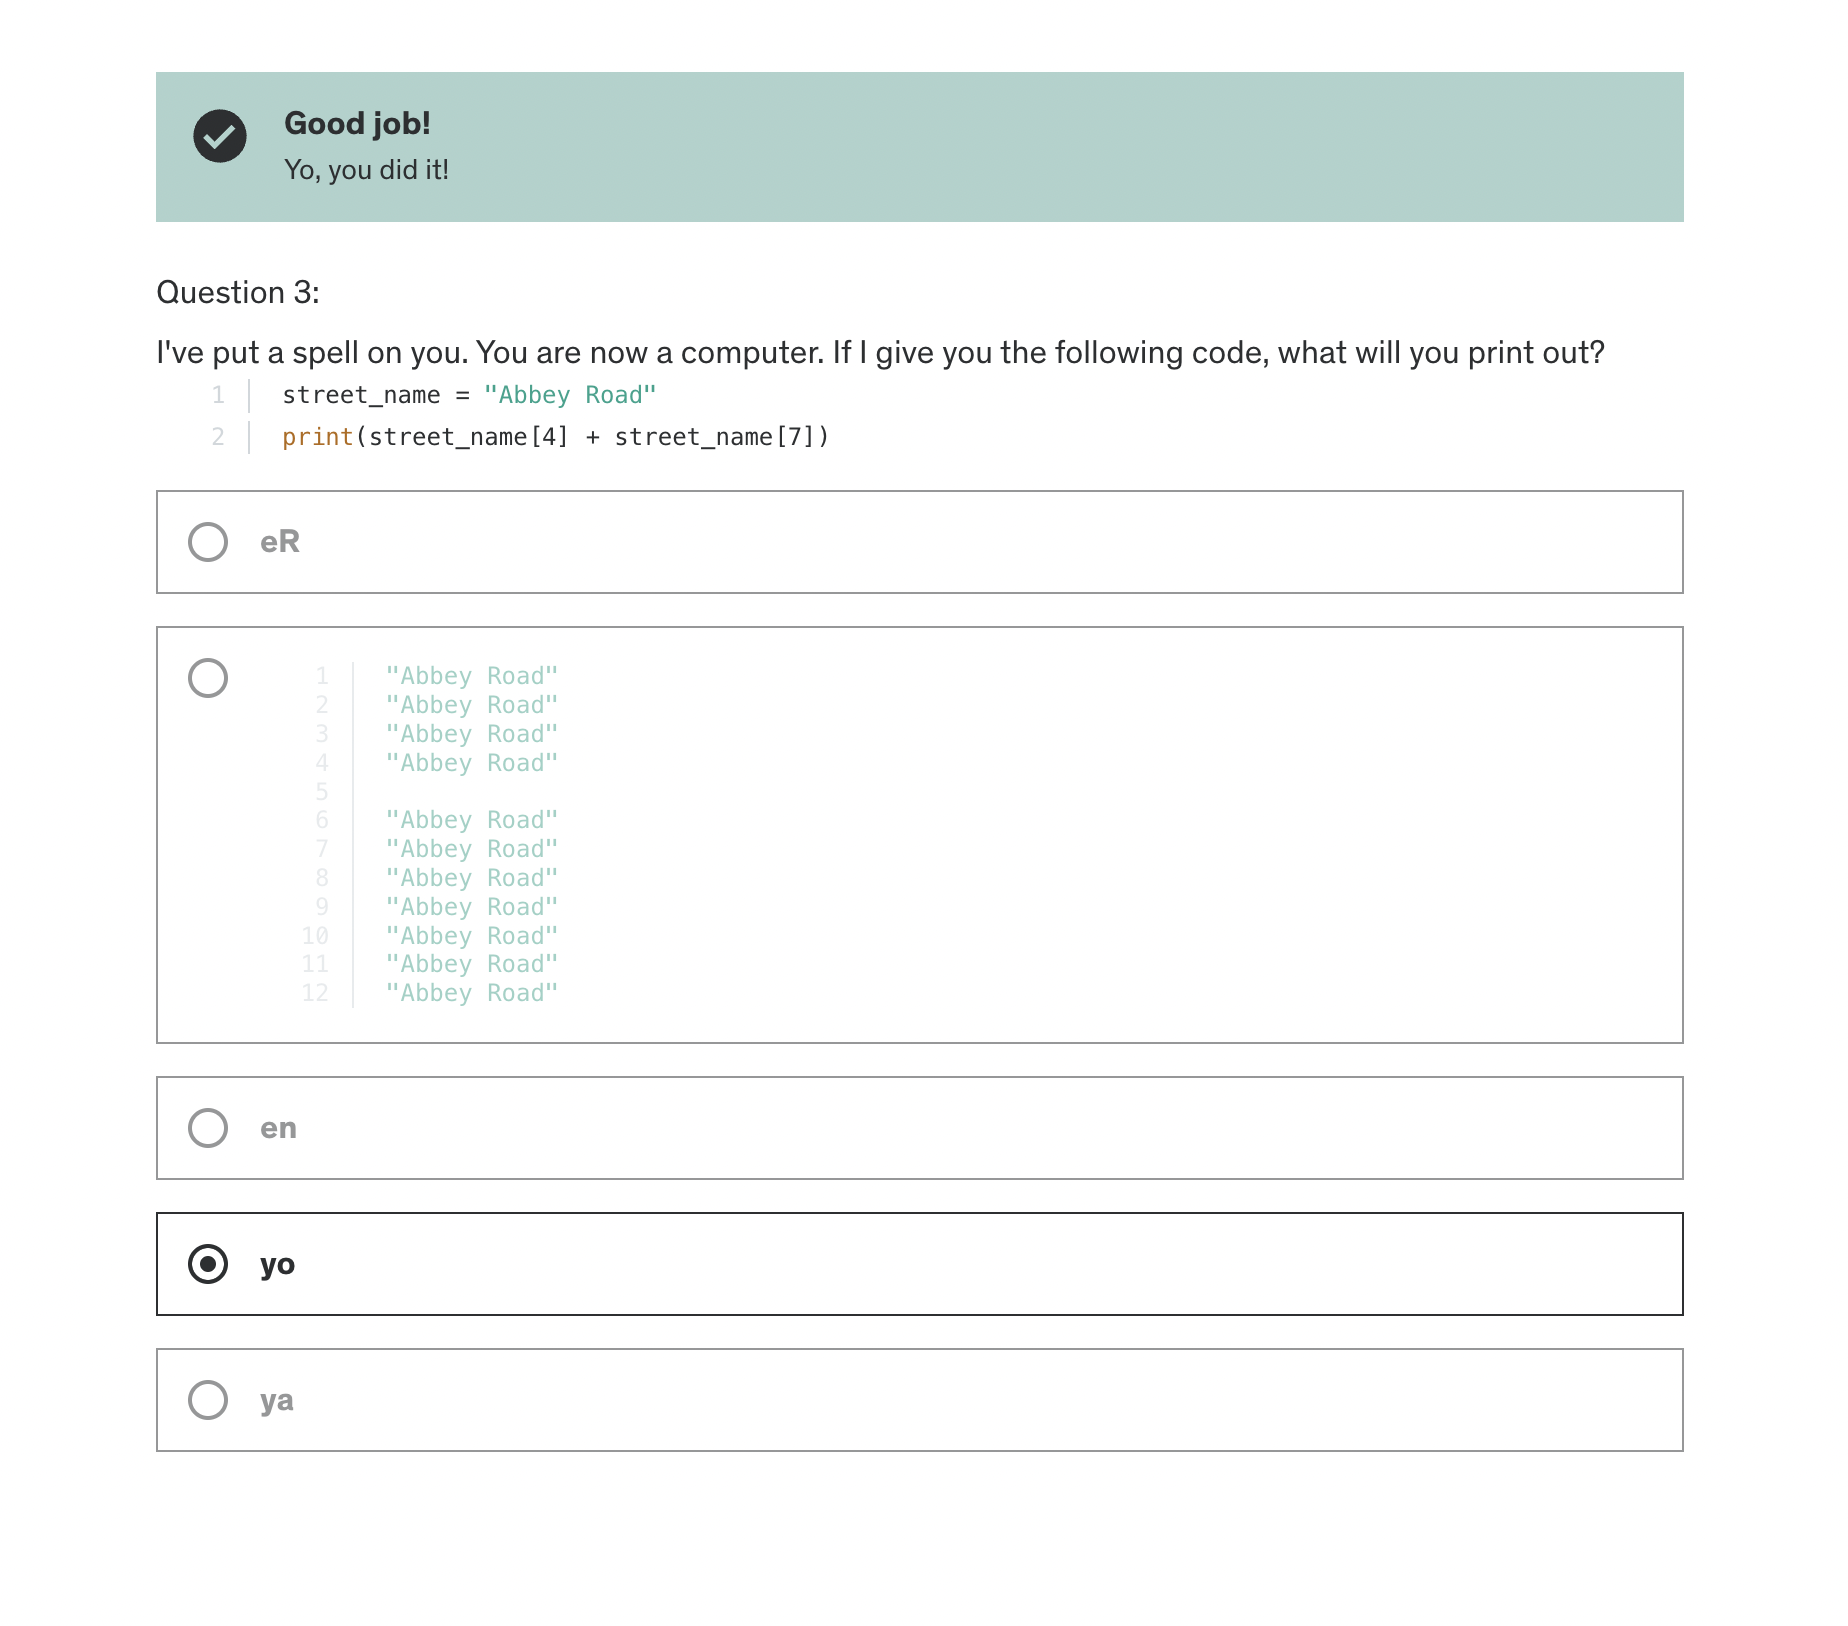 Good job!
Yo, you did it!
Question 3:
I've put a spell on you. You are now a computer. If I give you the following code, what will you print out?
1 street_name = "Abbey Road"
2 print(street_name[4] + street_name[7])
eR
1 "Abbey Road"
2 "Abbey Road"
3 "Abbey Road"
4 "Abbey Road"
5
6 "Abbey Road"
7 "Abbey Road"
8 "Abbey Road"
9 "Abbey Road"
10 "Abbey Road"
11 "Abbey Road"
12 "Abbey Road"
en
yo
ya